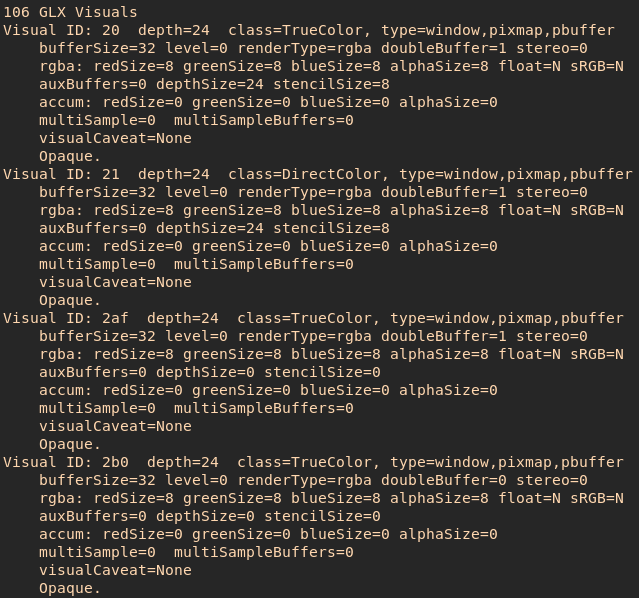 106 GLX Visuals
Visual ID: 20  depth=24  class=TrueColor, type=window,pixmap,pbuffer
    bufferSize=32 level=0 renderType=rgba doubleBuffer=1 stereo=0
    rgba: redSize=8 greenSize=8 blueSize=8 alphaSize=8 float=N sRGB=N
    auxBuffers=0 depthSize=24 stencilSize=8
    accum: redSize=0 greenSize=0 blueSize=0 alphaSize=0
    multiSample=0  multiSampleBuffers=0
    visualCaveat=None
    Opaque.
Visual ID: 21  depth=24  class=DirectColor, type=window,pixmap,pbuffer
    bufferSize=32 level=0 renderType=rgba doubleBuffer=1 stereo=0
    rgba: redSize=8 greenSize=8 blueSize=8 alphaSize=8 float=N sRGB=N
    auxBuffers=0 depthSize=24 stencilSize=8
    accum: redSize=0 greenSize=0 blueSize=0 alphaSize=0
    multiSample=0  multiSampleBuffers=0
    visualCaveat=None
    Opaque.
Visual ID: 2af  depth=24  class=TrueColor, type=window,pixmap,pbuffer
    bufferSize=32 level=0 renderType=rgba doubleBuffer=1 stereo=0
    rgba: redSize=8 greenSize=8 blueSize=8 alphaSize=8 float=N sRGB=N
    auxBuffers=0 depthSize=0 stencilSize=0
    accum: redSize=0 greenSize=0 blueSize=0 alphaSize=0
    multiSample=0  multiSampleBuffers=0
    visualCaveat=None
    Opaque.
Visual ID: 2b0  depth=24  class=TrueColor, type=window,pixmap,pbuffer
    bufferSize=32 level=0 renderType=rgba doubleBuffer=0 stereo=0
    rgba: redSize=8 greenSize=8 blueSize=8 alphaSize=8 float=N sRGB=N
    auxBuffers=0 depthSize=0 stencilSize=0
    accum: redSize=0 greenSize=0 blueSize=0 alphaSize=0
    multiSample=0  multiSampleBuffers=0
    visualCaveat=None
    Opaque.